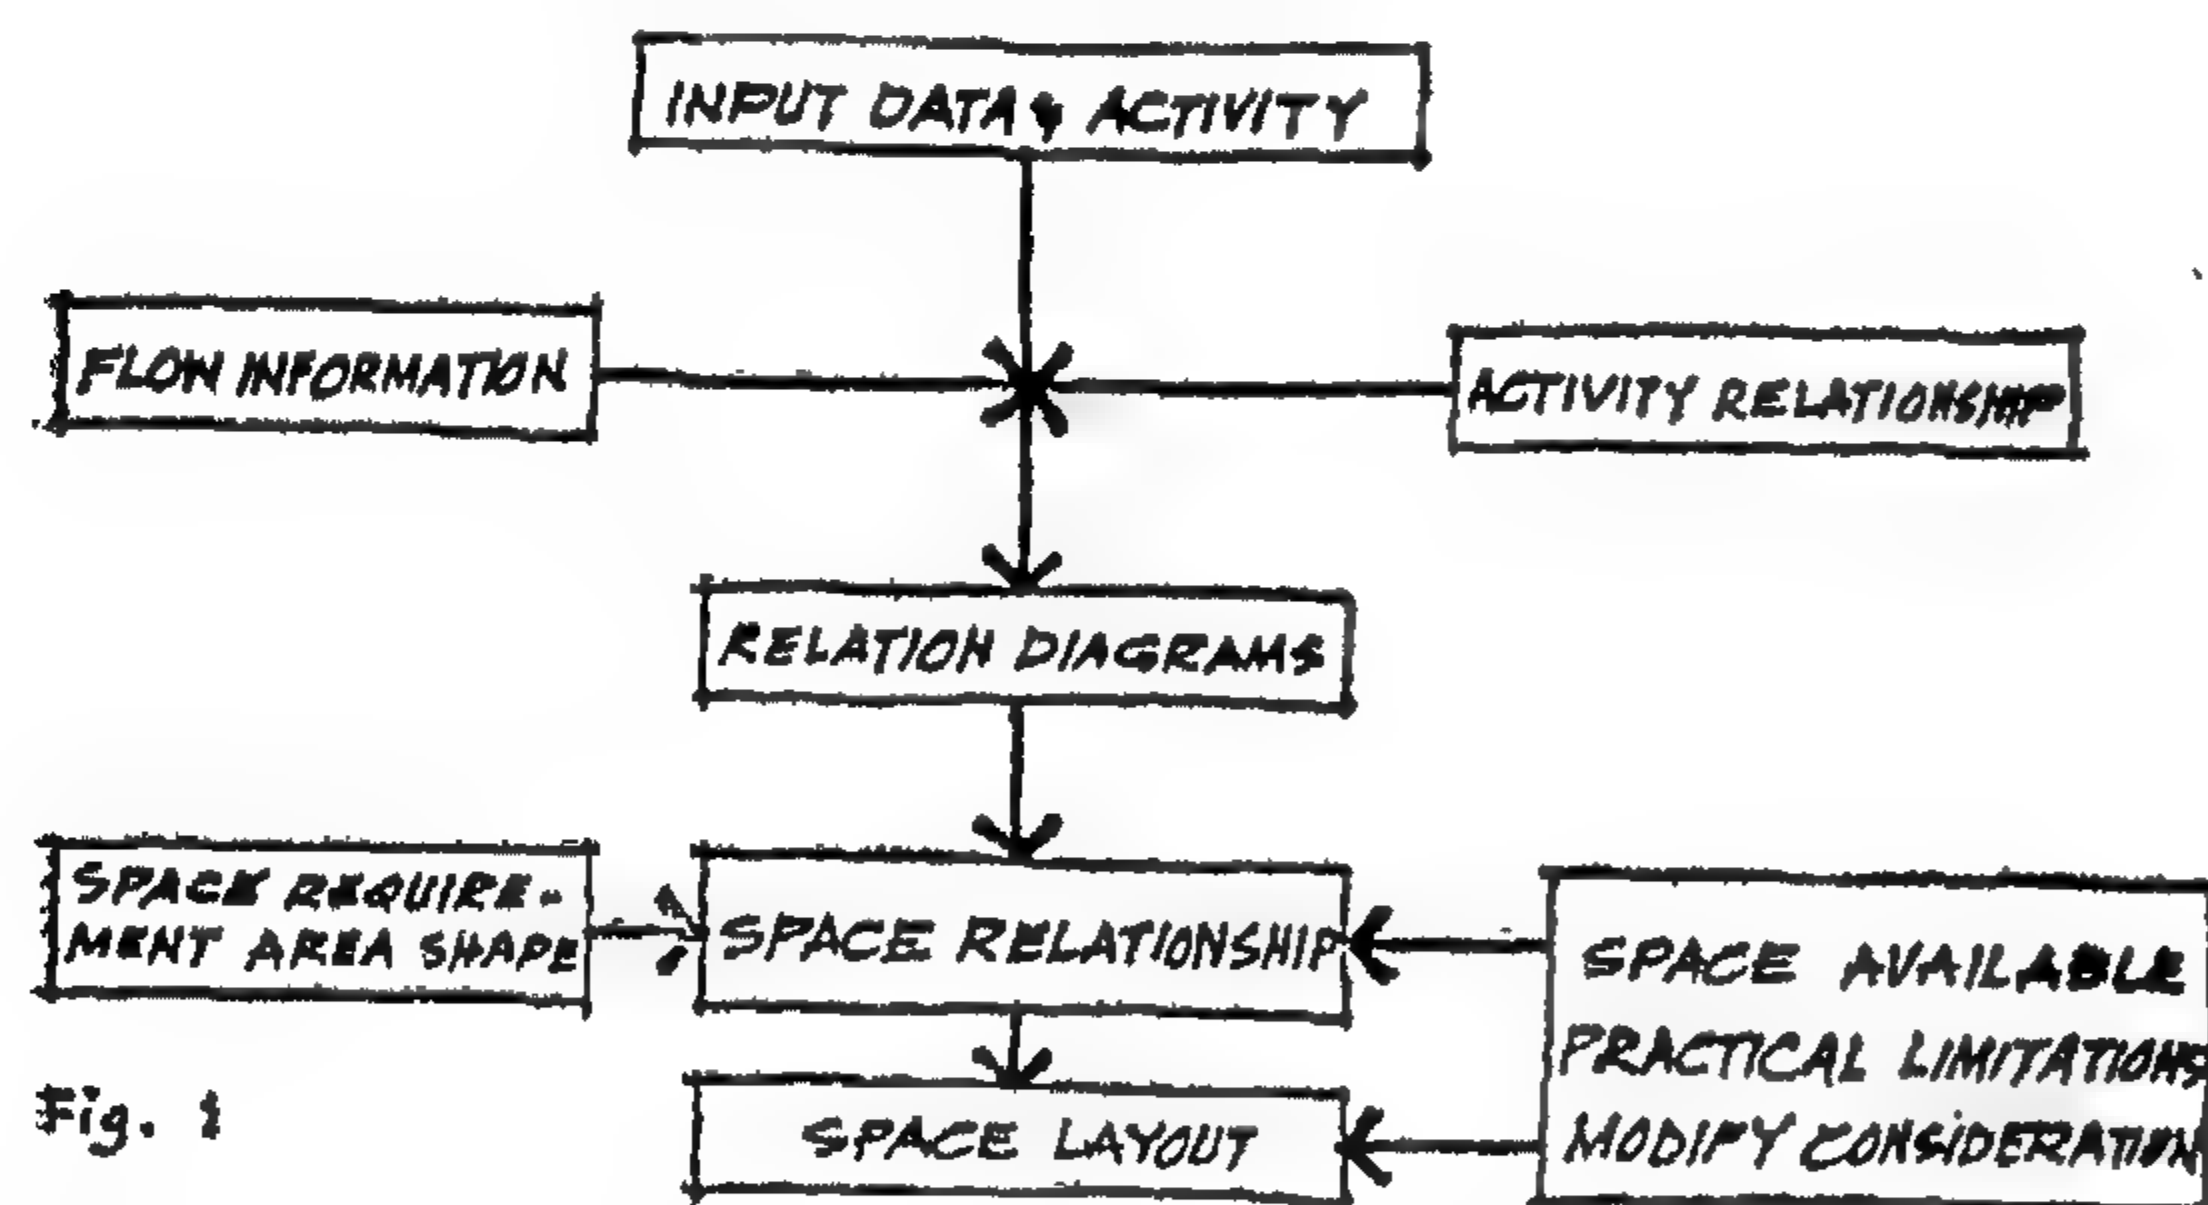 INPUT DATA & ACTIVITY
FLOW INFORMATION
ACTIVITY RELATIONSHIP
RELATION DIAGRAMS
SPACE REQUIRE-
MENT AREA SHAPE
SPACE RELATIONSHIP
SPACE AVAILABLE
PRACTICAL LIMITATIONS
MODIFY CONSIDERATION
SPACE LAYOUT
Fig. 1